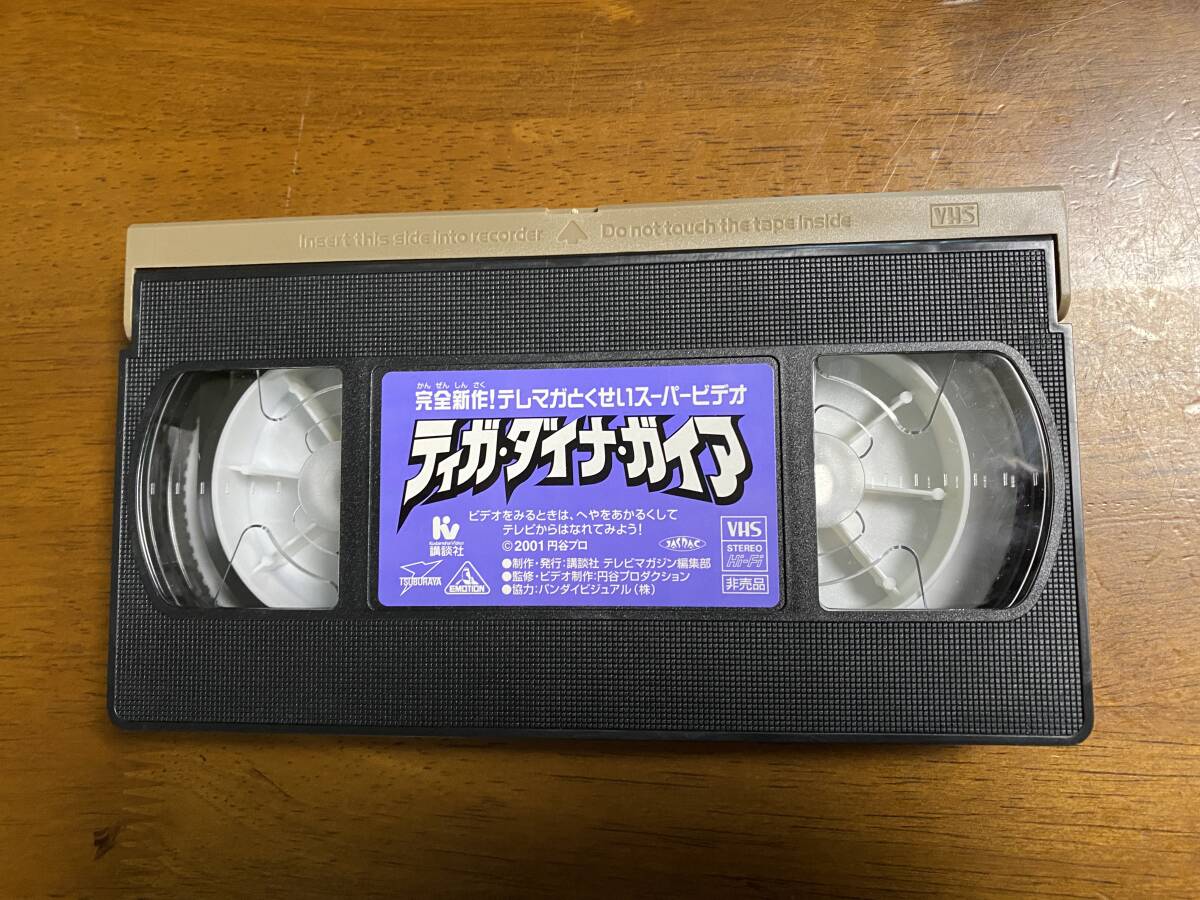 Insert this side into recorder Do not touch the tape inside VHS
かん ぜん しん さく
完全新作!テレマガとくせいスーパービデオ
ティガ・ダイナ・ガイア
ビデオをみるときは、へやをあかるくして
テレビからはなれてみよう!
©2001 円谷プロ
Kodansha Video
講談社
JASRAC
VHS
STEREO
Hi-Fi
●制作・発行:講談社 テレビマガジン編集部
●監修・ビデオ制作:円谷プロダクション
●協力:バンダイビジュアル(株)
TSUBURAYA
EMOTION
非売品